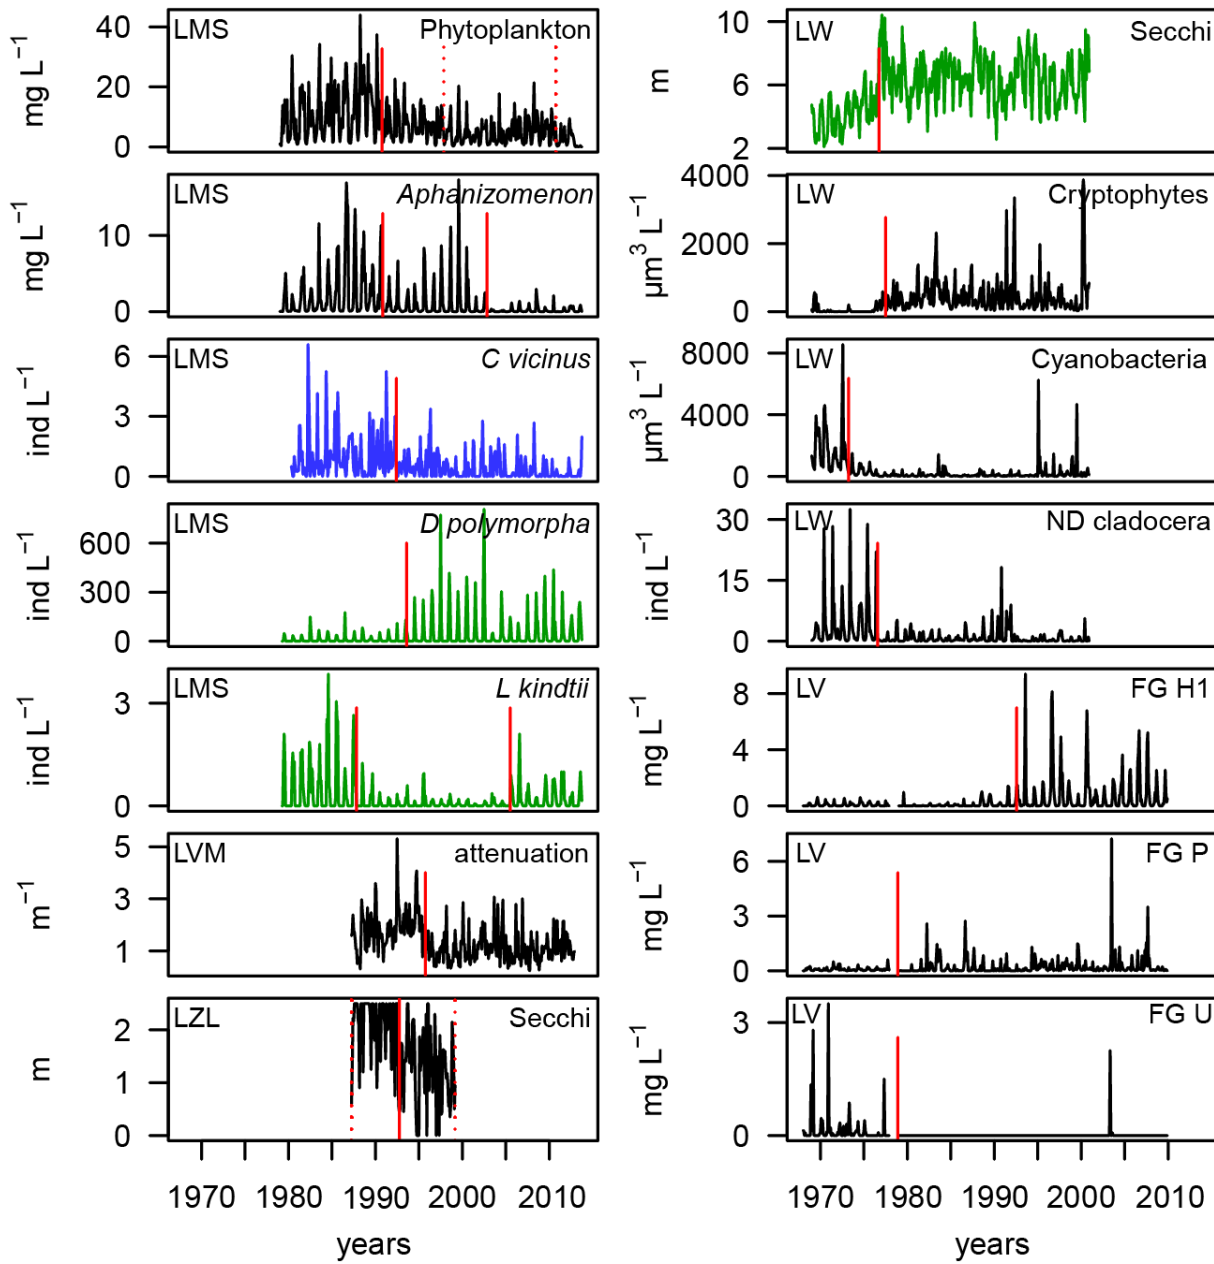 LMS Phytoplankton
mg L⁻¹
40
20
0
LMS Aphanizomenon
mg L⁻¹
10
0
LMS C vicinus
ind L⁻¹
6
3
0
LMS D polymorpha
ind L⁻¹
600
300
0
LMS L kindtii
ind L⁻¹
3
0
LVM attenuation
m⁻¹
5
3
1
LZL Secchi
m
2
1
0
1970 1980 1990 2000 2010
years
LW Secchi
m
10
6
2
LW Cryptophytes
µm³ L⁻¹
4000
2000
0
LW Cyanobacteria
µm³ L⁻¹
8000
4000
0
LW ND cladocera
ind L⁻¹
30
15
0
LV FG H1
mg L⁻¹
8
4
0
LV FG P
mg L⁻¹
6
3
0
LV FG U
mg L⁻¹
3
0
1970 1980 1990 2000 2010
years